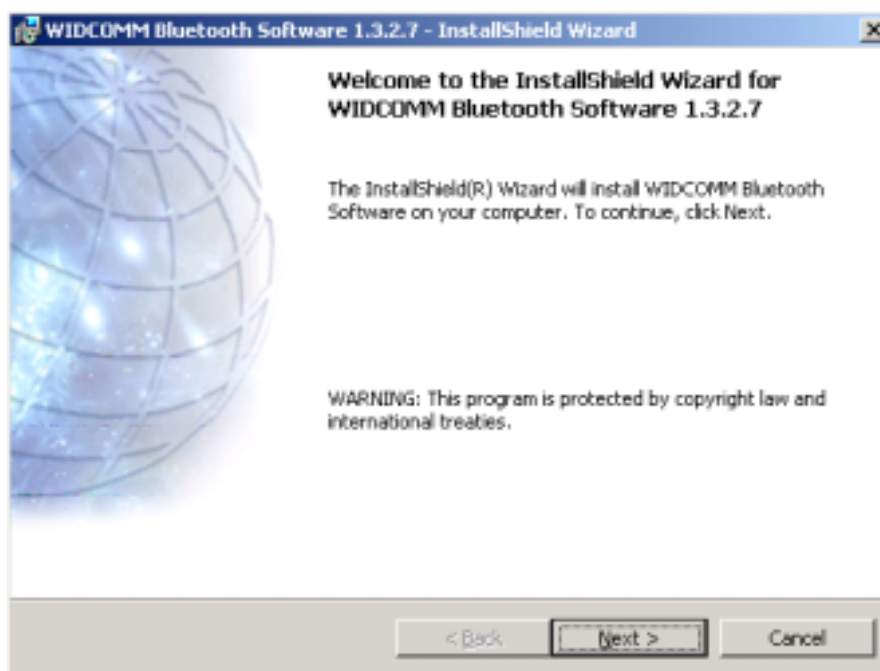 WIDCOMM Bluetooth Software 1.3.2.7 - InstallShield Wizard
Welcome to the InstallShield Wizard for
WIDCOMM Bluetooth Software 1.3.2.7
The InstallShield(R) Wizard will install WIDCOMM Bluetooth
Software on your computer. To continue, click Next.
WARNING: This program is protected by copyright law and
international treaties.
< Back
Next >
Cancel